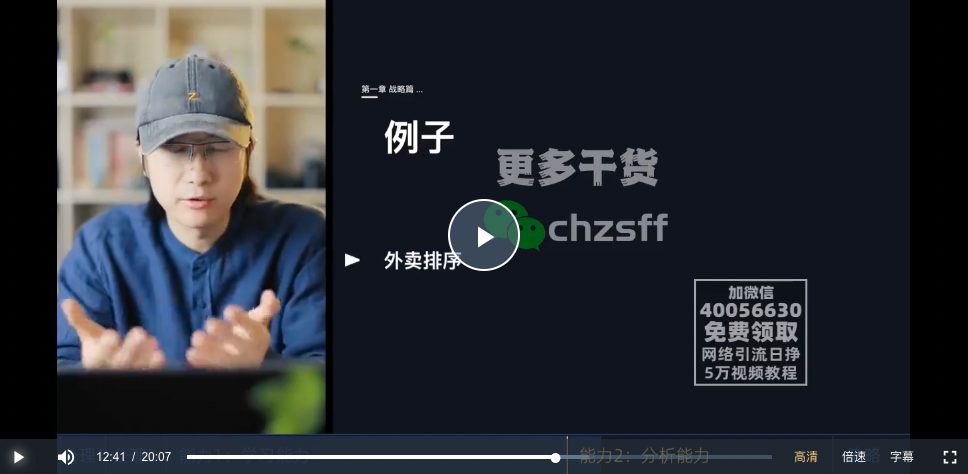 第一章 战略篇 ...
例子
更多干货
chzsff
外卖排序
加微信
40056630
免费领取
网络引流日挣
5万视频教程
能力2：分析能力
12:41 / 20:07
高清
倍速
字幕